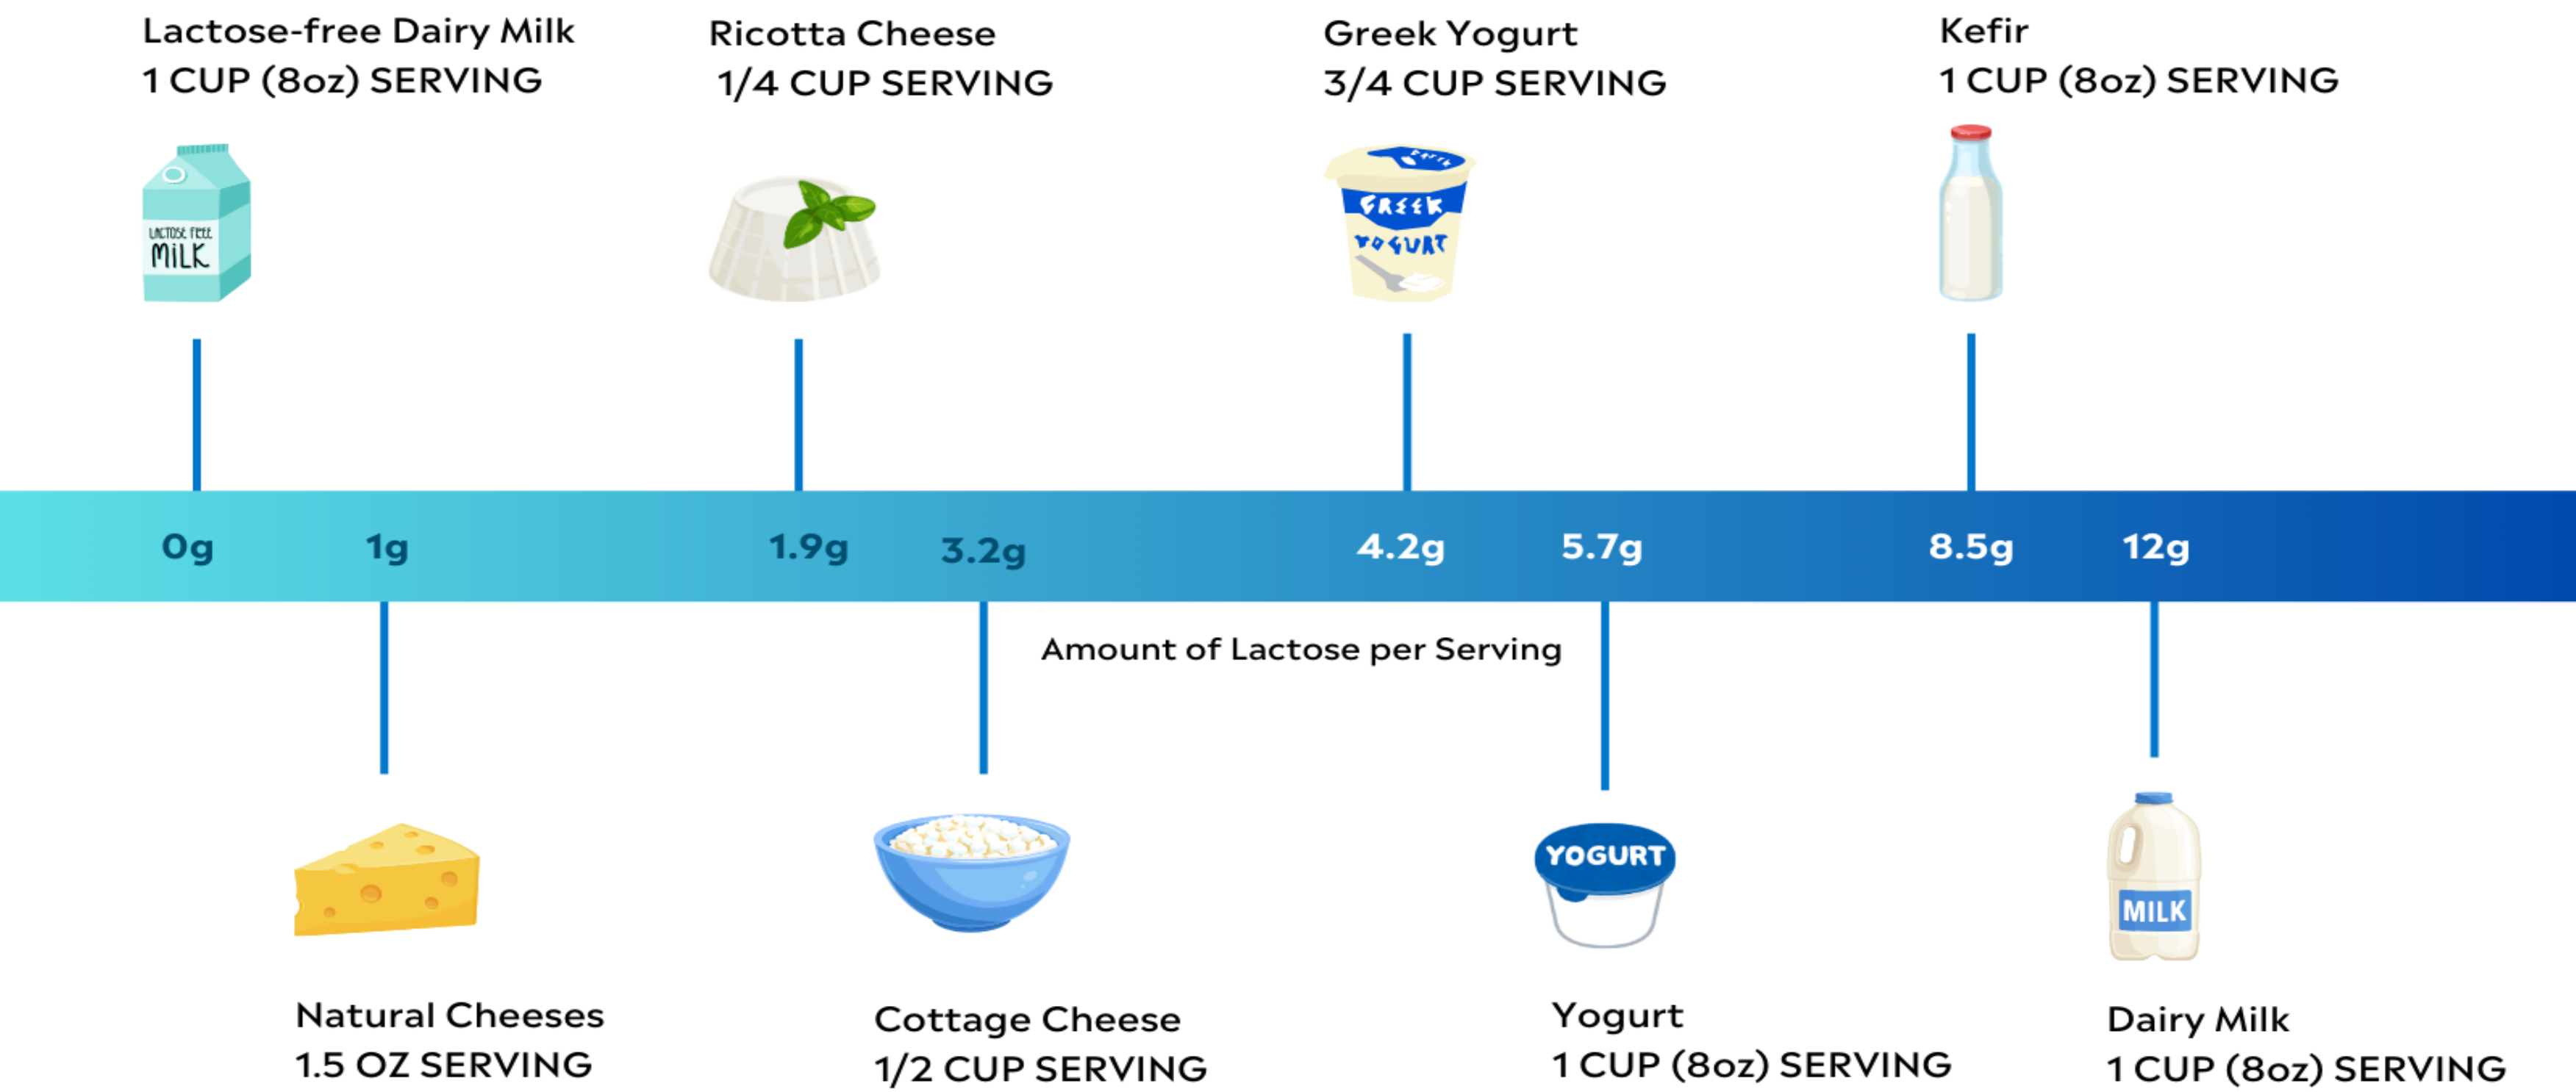 Lactose-free Dairy Milk
1 CUP (8oz) SERVING
Ricotta Cheese
1/4 CUP SERVING
Greek Yogurt
3/4 CUP SERVING
Kefir
1 CUP (8oz) SERVING
LACTOSE FREE
MILK
GREEK
YOGURT
0g
1g
1.9g
3.2g
4.2g
5.7g
8.5g
12g
Amount of Lactose per Serving
YOGURT
MILK
Natural Cheeses
1.5 OZ SERVING
Cottage Cheese
1/2 CUP SERVING
Yogurt
1 CUP (8oz) SERVING
Dairy Milk
1 CUP (8oz) SERVING